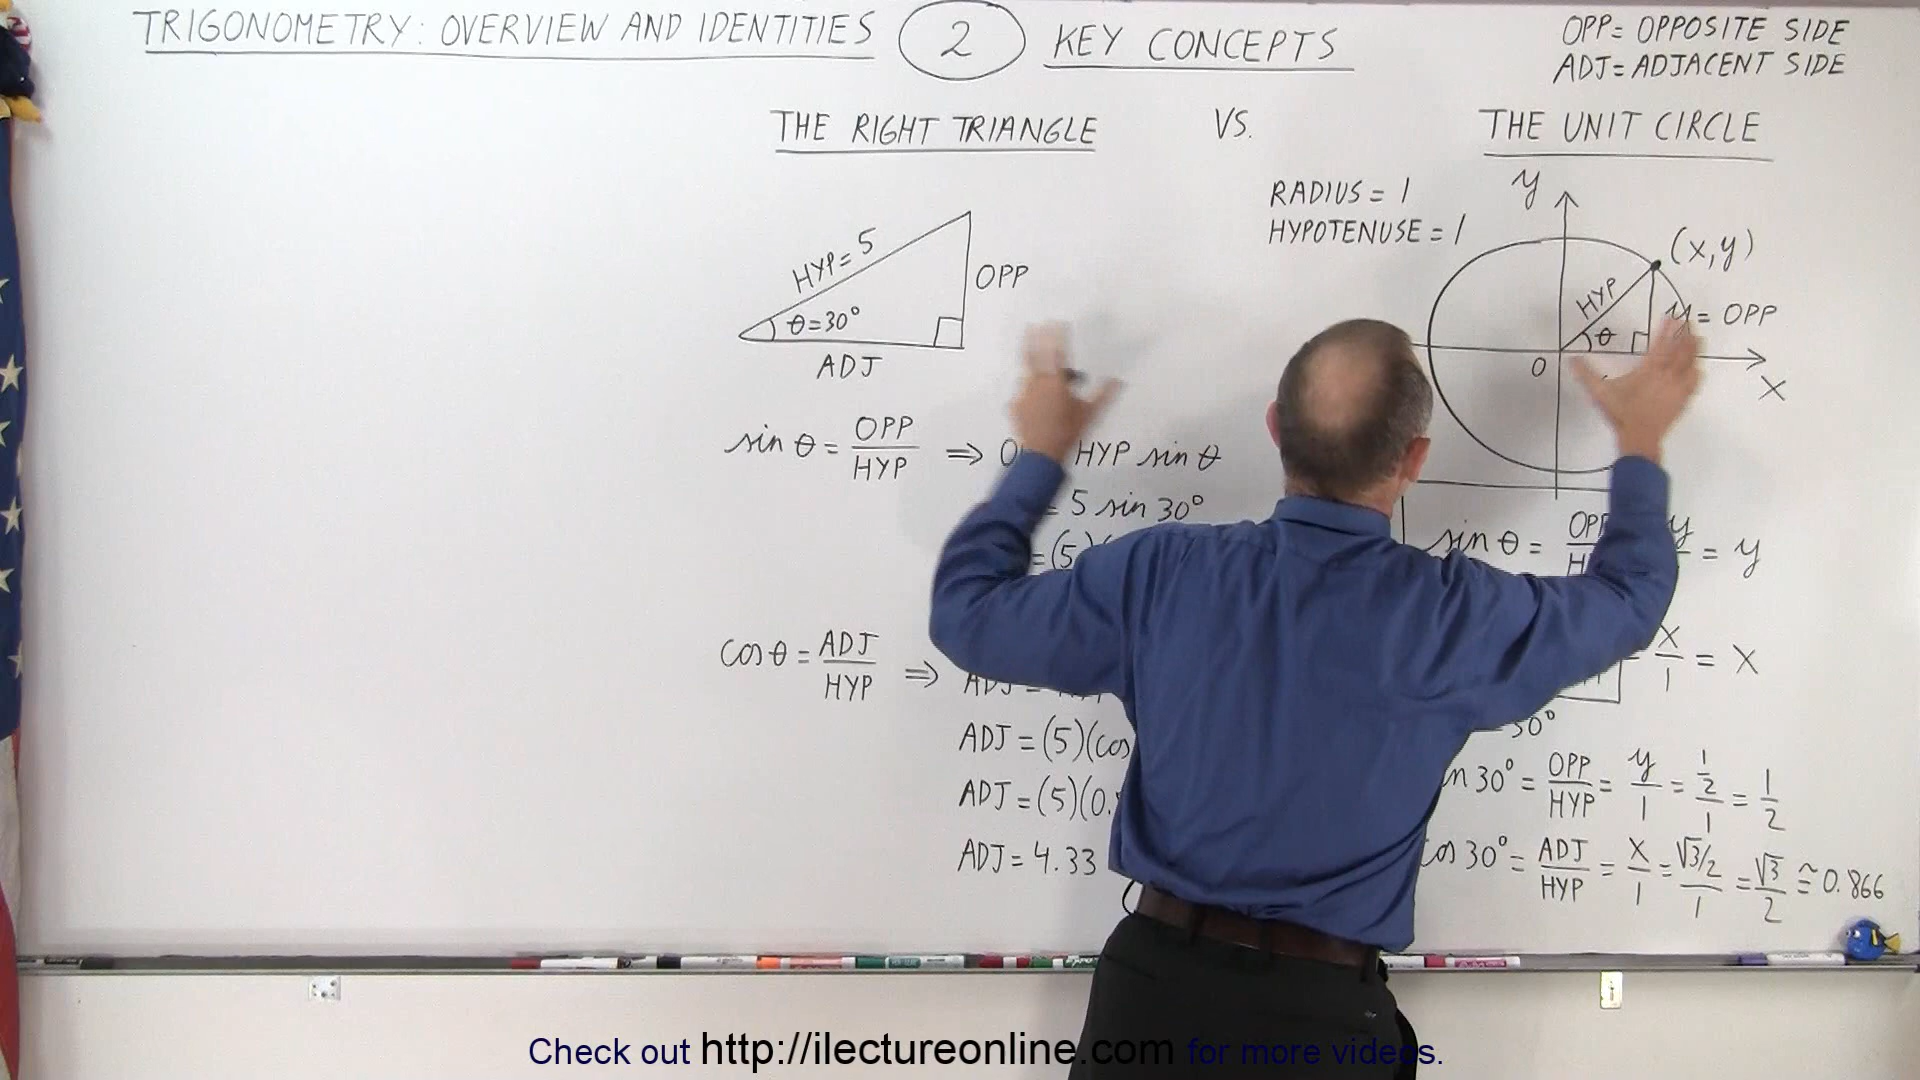 TRIGONOMETRY: OVERVIEW AND IDENTITIES 2 KEY CONCEPTS
OPP= OPPOSITE SIDE
ADJ= ADJACENT SIDE
THE RIGHT TRIANGLE VS. THE UNIT CIRCLE
HYP= 5
OPP
θ=30°
ADJ
sin θ = OPP/HYP ⇒ HYP sin θ
= 5 sin 30°
= (5)
cos θ = ADJ/HYP ⇒
ADJ =
ADJ = (5)(cos
ADJ = (5)(0.
ADJ = 4.33
RADIUS = 1
HYPOTENUSE = 1
y
(x,y)
HYP
y = OPP
θ
0
X
sin θ = OPP/H y = y
= X/1 = X
30°
in 30° = OPP/HYP = y/1 = 1/2/1 = 1/2
cos 30° = ADJ/HYP = X/1 = √3/2/1 = √3/2 ≅ 0.866
Check out http://ilectureonline.com for more videos.